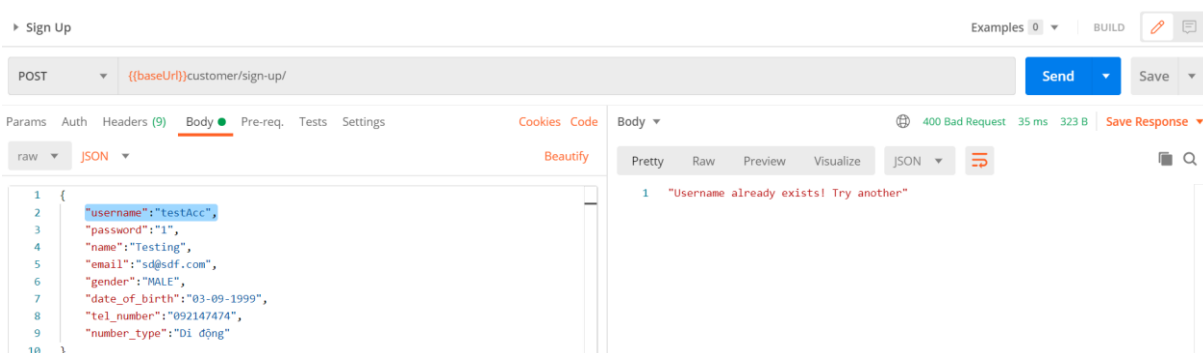 Sign Up
Examples 0 BUILD
POST {{baseUrl}}customer/sign-up/ Send Save
Params Auth Headers (9) Body Pre-req. Tests Settings Cookies Code
raw JSON Beautify
1 {
2 "username":"testAcc",
3 "password":"1",
4 "name":"Testing",
5 "email":"sd@sdf.com",
6 "gender":"MALE",
7 "date_of_birth":"03-09-1999",
8 "tel_number":"092147474",
9 "number_type":"Di động"
10 }
Body 400 Bad Request 35 ms 323 B Save Response
Pretty Raw Preview Visualize JSON
1 "Username already exists! Try another"